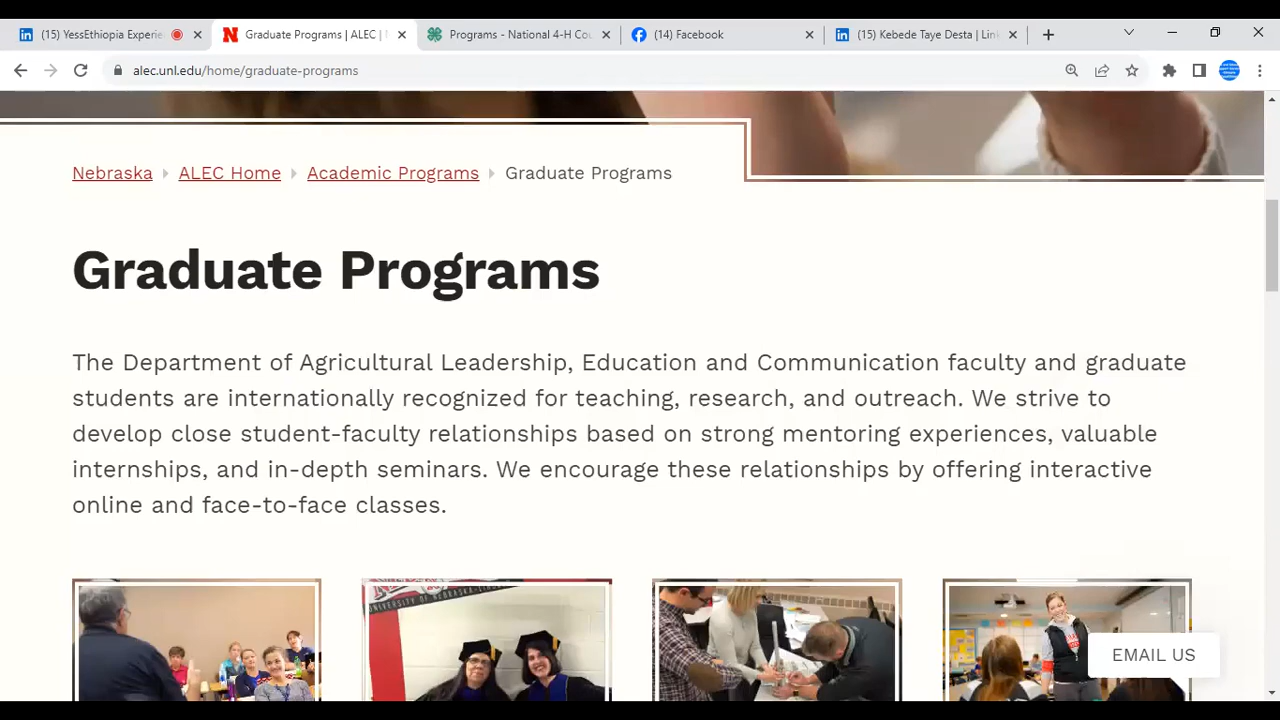 (15) YessEthiopia Experie
Graduate Programs | ALEC |
Programs - National 4-H Cou
(14) Facebook
(15) Kebede Taye Desta | Lin
alec.unl.edu/home/graduate-programs
Nebraska ALEC Home Academic Programs Graduate Programs
Graduate Programs
The Department of Agricultural Leadership, Education and Communication faculty and graduate
students are internationally recognized for teaching, research, and outreach. We strive to
develop close student-faculty relationships based on strong mentoring experiences, valuable
internships, and in-depth seminars. We encourage these relationships by offering interactive
online and face-to-face classes.
EMAIL US